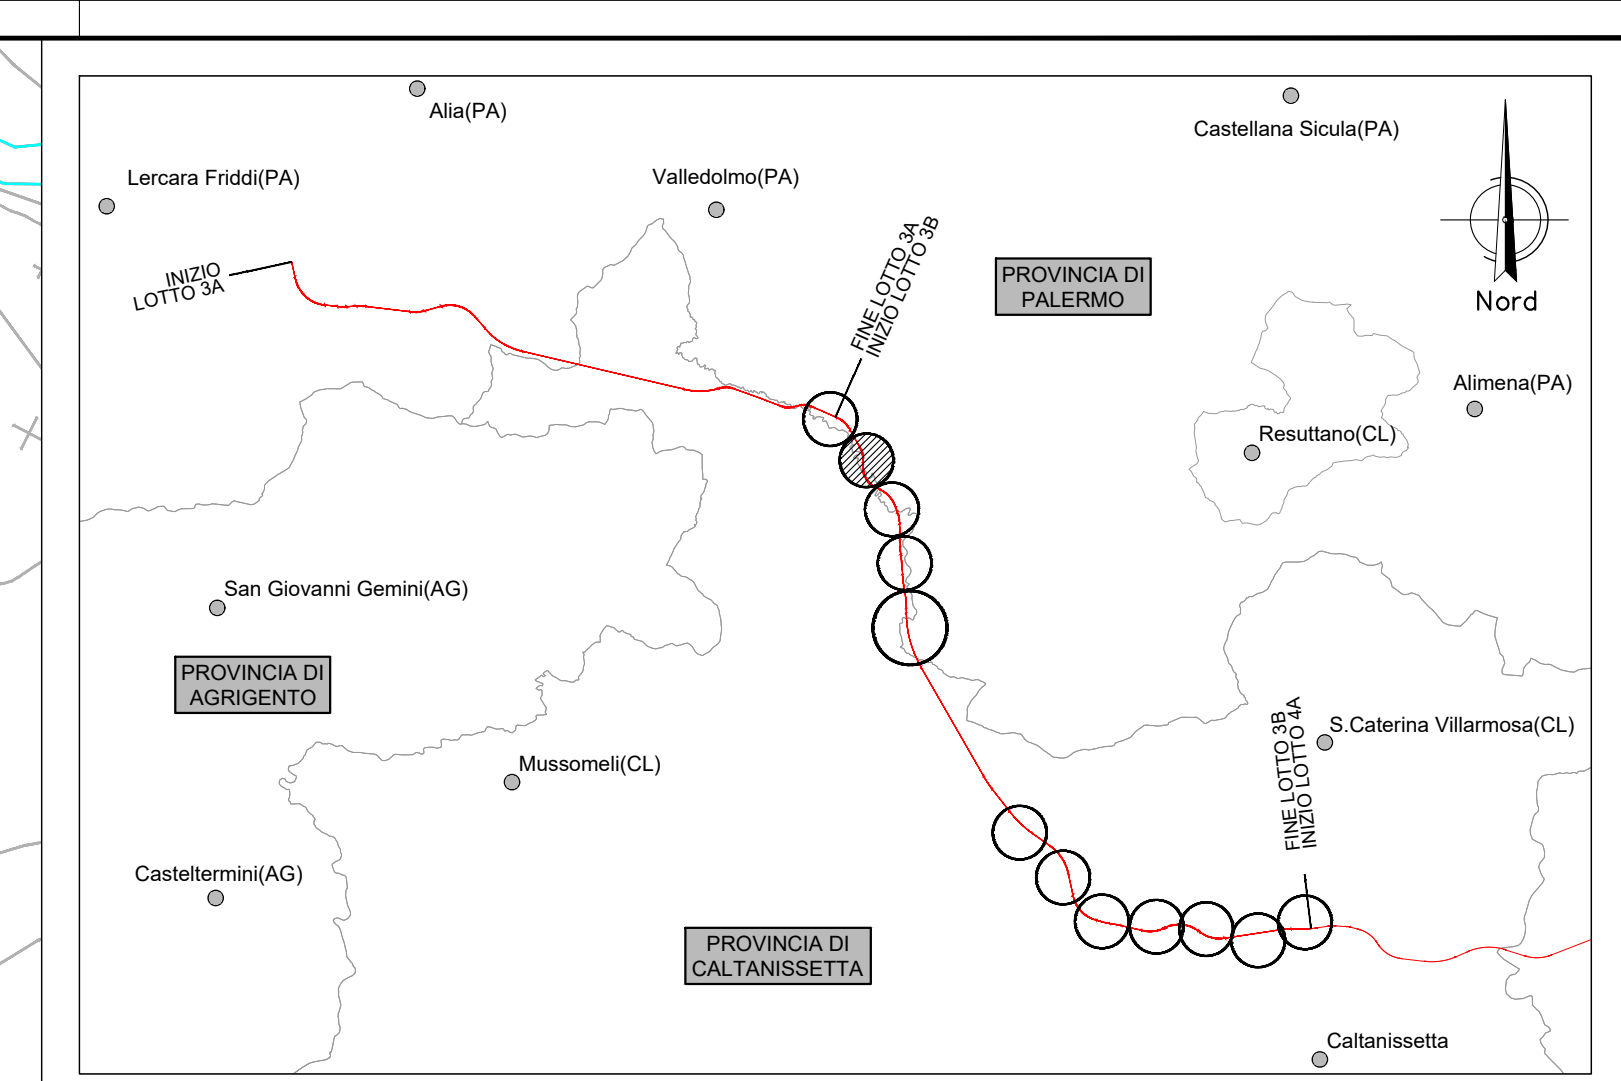 Alia(PA)
Castellana Sicula(PA)
Lercara Friddi(PA)
Valledolmo(PA)
INIZIO
LOTTO 3A
FINE LOTTO 3A
INIZIO LOTTO 3B
PROVINCIA DI
PALERMO
Nord
Alimena(PA)
Resuttano(CL)
San Giovanni Gemini(AG)
PROVINCIA DI
AGRIGENTO
FINE LOTTO 3B
INIZIO LOTTO 4A
S.Caterina Villarmosa(CL)
Mussomeli(CL)
Casteltermini(AG)
PROVINCIA DI
CALTANISSETTA
Caltanissetta